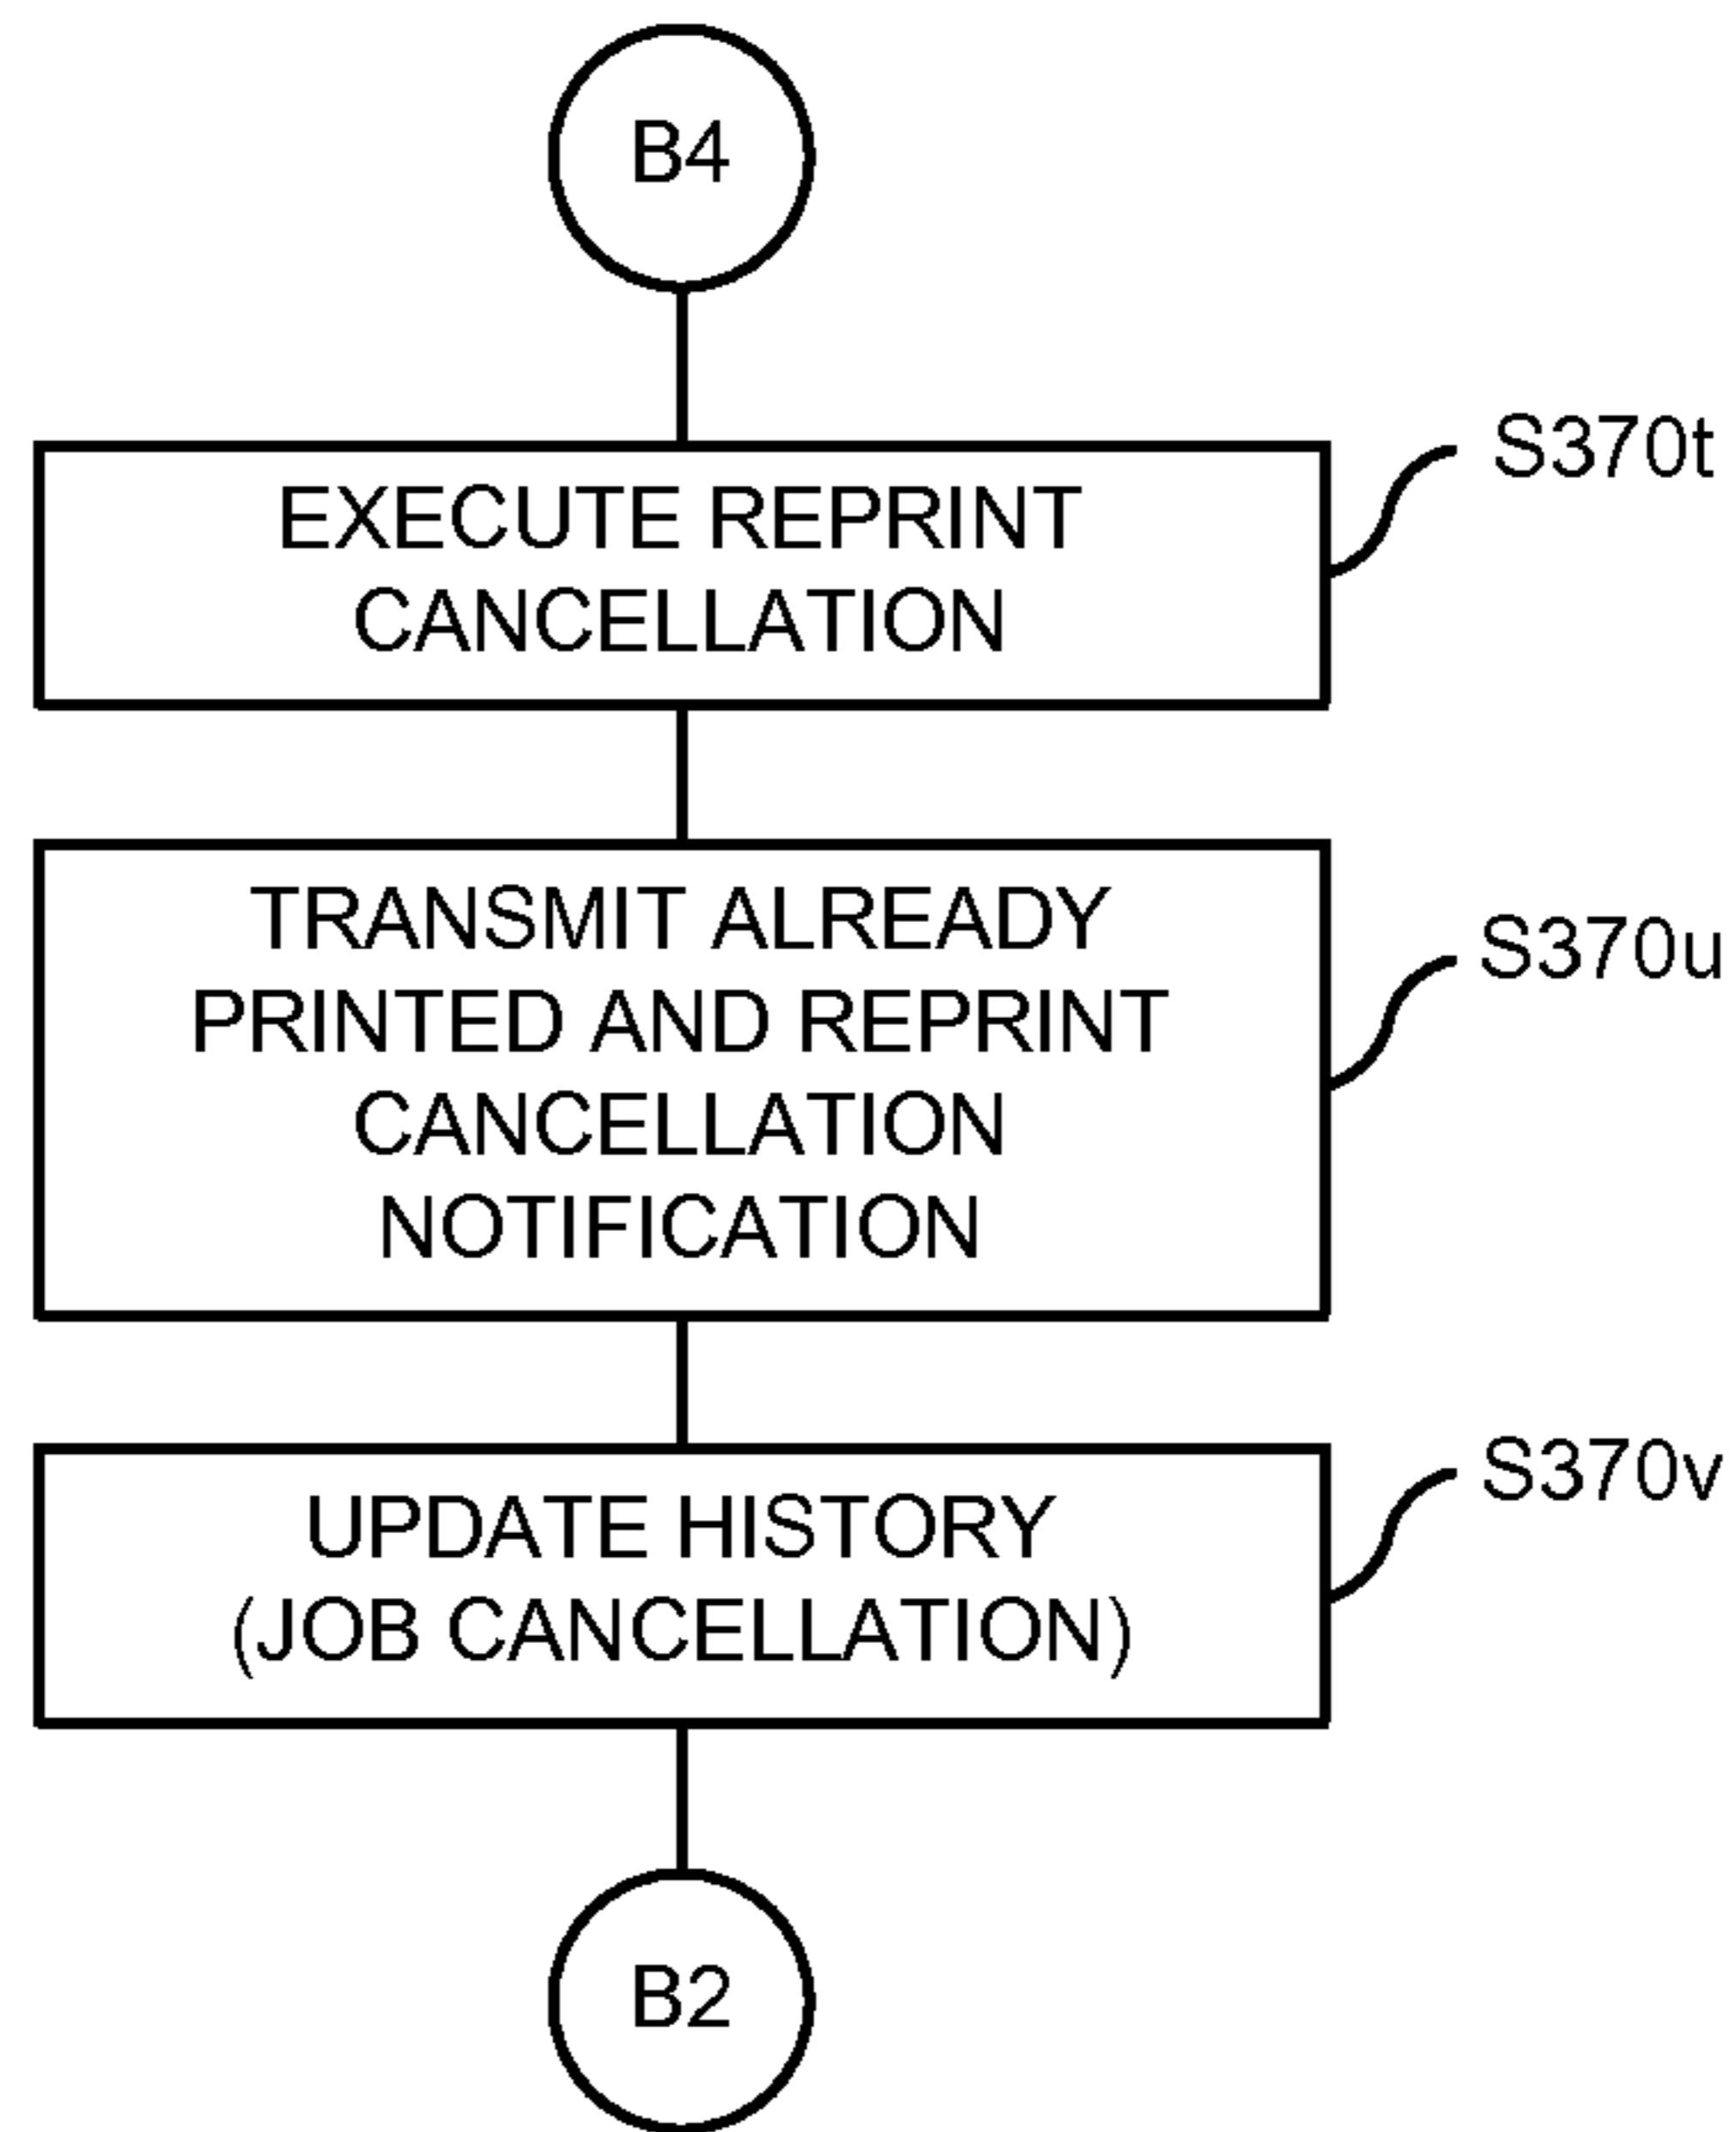 B4
S370t
EXECUTE REPRINT
CANCELLATION
TRANSMIT ALREADY
PRINTED AND REPRINT
CANCELLATION
NOTIFICATION
S370u
UPDATE HISTORY
(JOB CANCELLATION)
S370v
B2